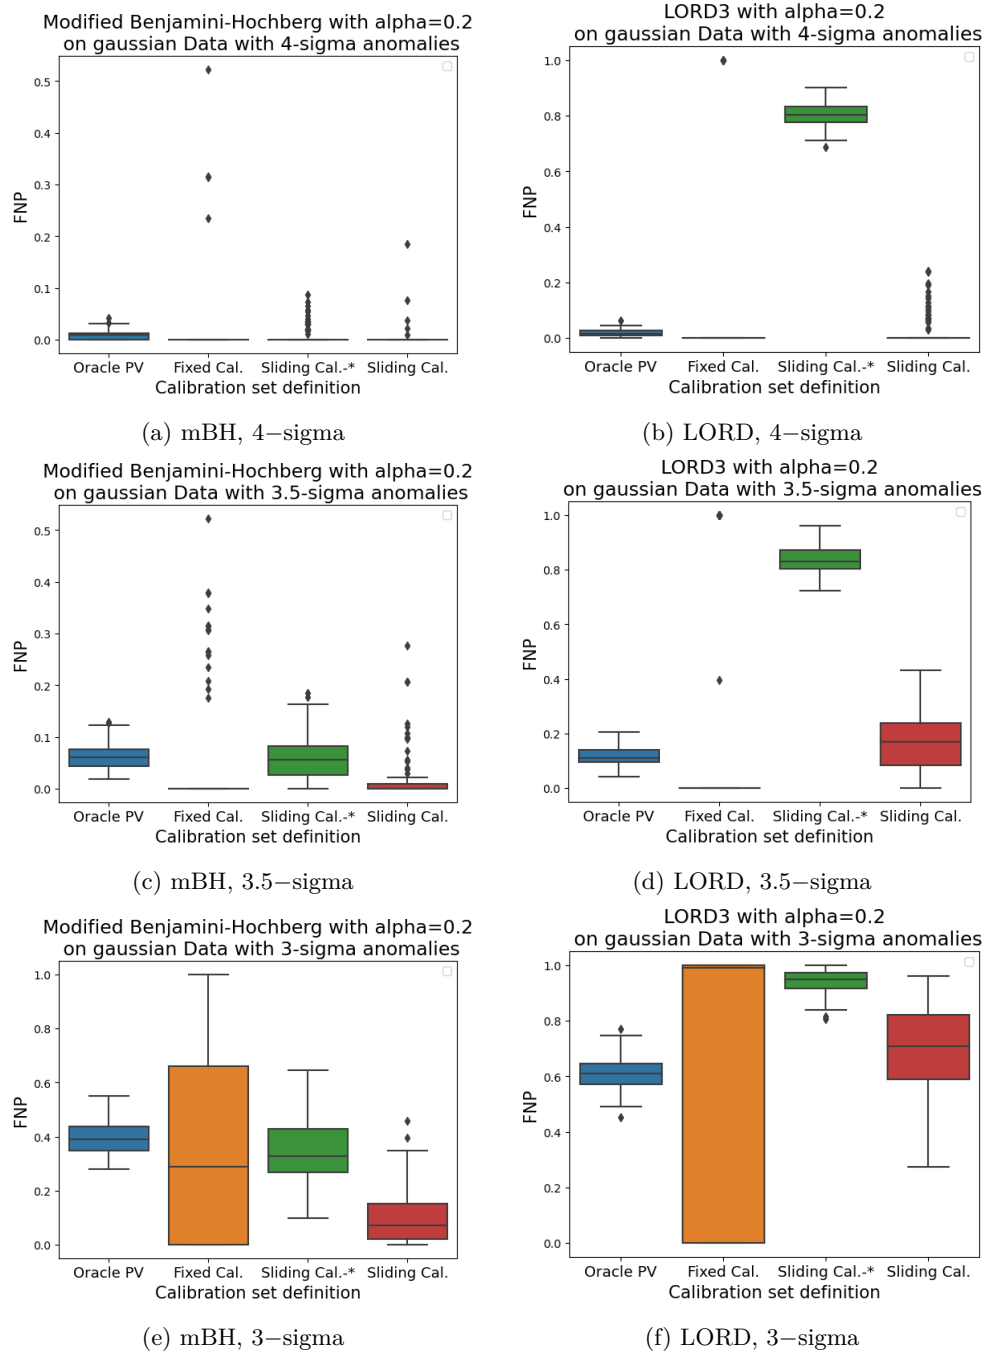 Modified Benjamini-Hochberg with alpha=0.2
on gaussian Data with 4-sigma anomalies
FNP
0.5
0.4
0.3
0.2
0.1
0.0
Oracle PV Fixed Cal. Sliding Cal.-* Sliding Cal.
Calibration set definition
(a) mBH, 4−sigma
LORD3 with alpha=0.2
on gaussian Data with 4-sigma anomalies
FNP
1.0
0.8
0.6
0.4
0.2
0.0
Oracle PV Fixed Cal. Sliding Cal.-* Sliding Cal.
Calibration set definition
(b) LORD, 4−sigma
Modified Benjamini-Hochberg with alpha=0.2
on gaussian Data with 3.5-sigma anomalies
FNP
0.5
0.4
0.3
0.2
0.1
0.0
Oracle PV Fixed Cal. Sliding Cal.-* Sliding Cal.
Calibration set definition
(c) mBH, 3.5−sigma
LORD3 with alpha=0.2
on gaussian Data with 3.5-sigma anomalies
FNP
1.0
0.8
0.6
0.4
0.2
0.0
Oracle PV Fixed Cal. Sliding Cal.-* Sliding Cal.
Calibration set definition
(d) LORD, 3.5−sigma
Modified Benjamini-Hochberg with alpha=0.2
on gaussian Data with 3-sigma anomalies
FNP
1.0
0.8
0.6
0.4
0.2
0.0
Oracle PV Fixed Cal. Sliding Cal.-* Sliding Cal.
Calibration set definition
(e) mBH, 3−sigma
LORD3 with alpha=0.2
on gaussian Data with 3-sigma anomalies
FNP
1.0
0.8
0.6
0.4
0.2
0.0
Oracle PV Fixed Cal. Sliding Cal.-* Sliding Cal.
Calibration set definition
(f) LORD, 3−sigma